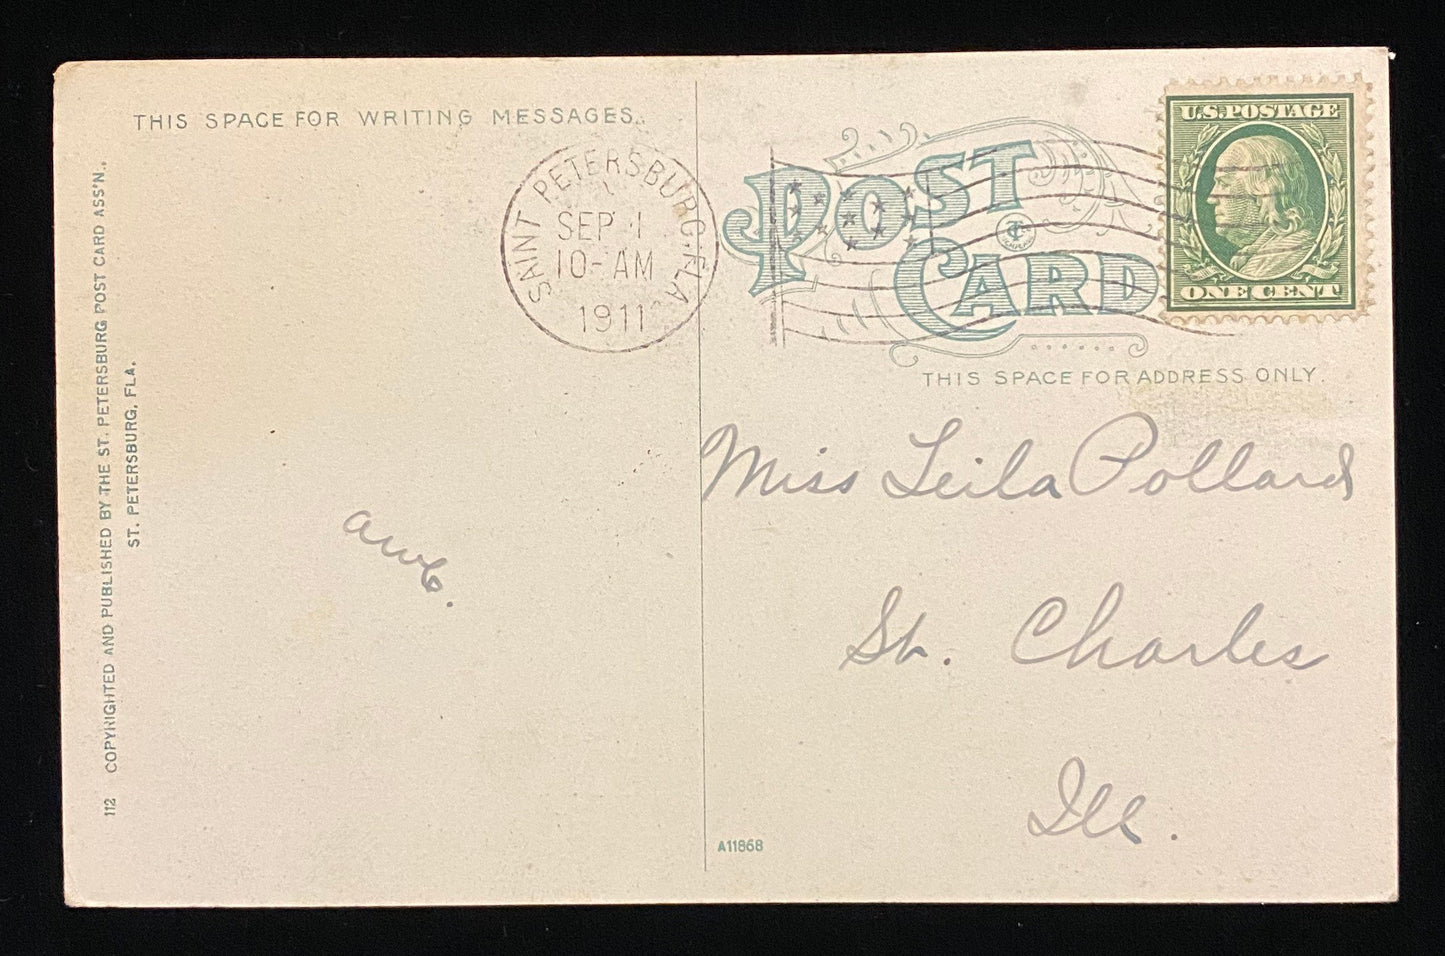 THIS SPACE FOR WRITING MESSAGES.
SAINT PETERSBURG, FLA.
SEP 1
10-AM
1911
POST
CARD
U.S. POSTAGE
ONE CENT
THIS SPACE FOR ADDRESS ONLY.
Miss Leila Pollard
St. Charles
Ill.
112 COPYRIGHTED AND PUBLISHED BY THE ST. PETERSBURG POST CARD ASS'N.,
ST. PETERSBURG, FLA.
A11868